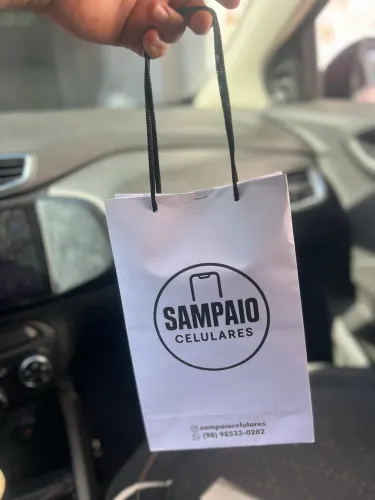 SAMPAIO
CELULARES
sampaiocelulares
(98) 98533-0282